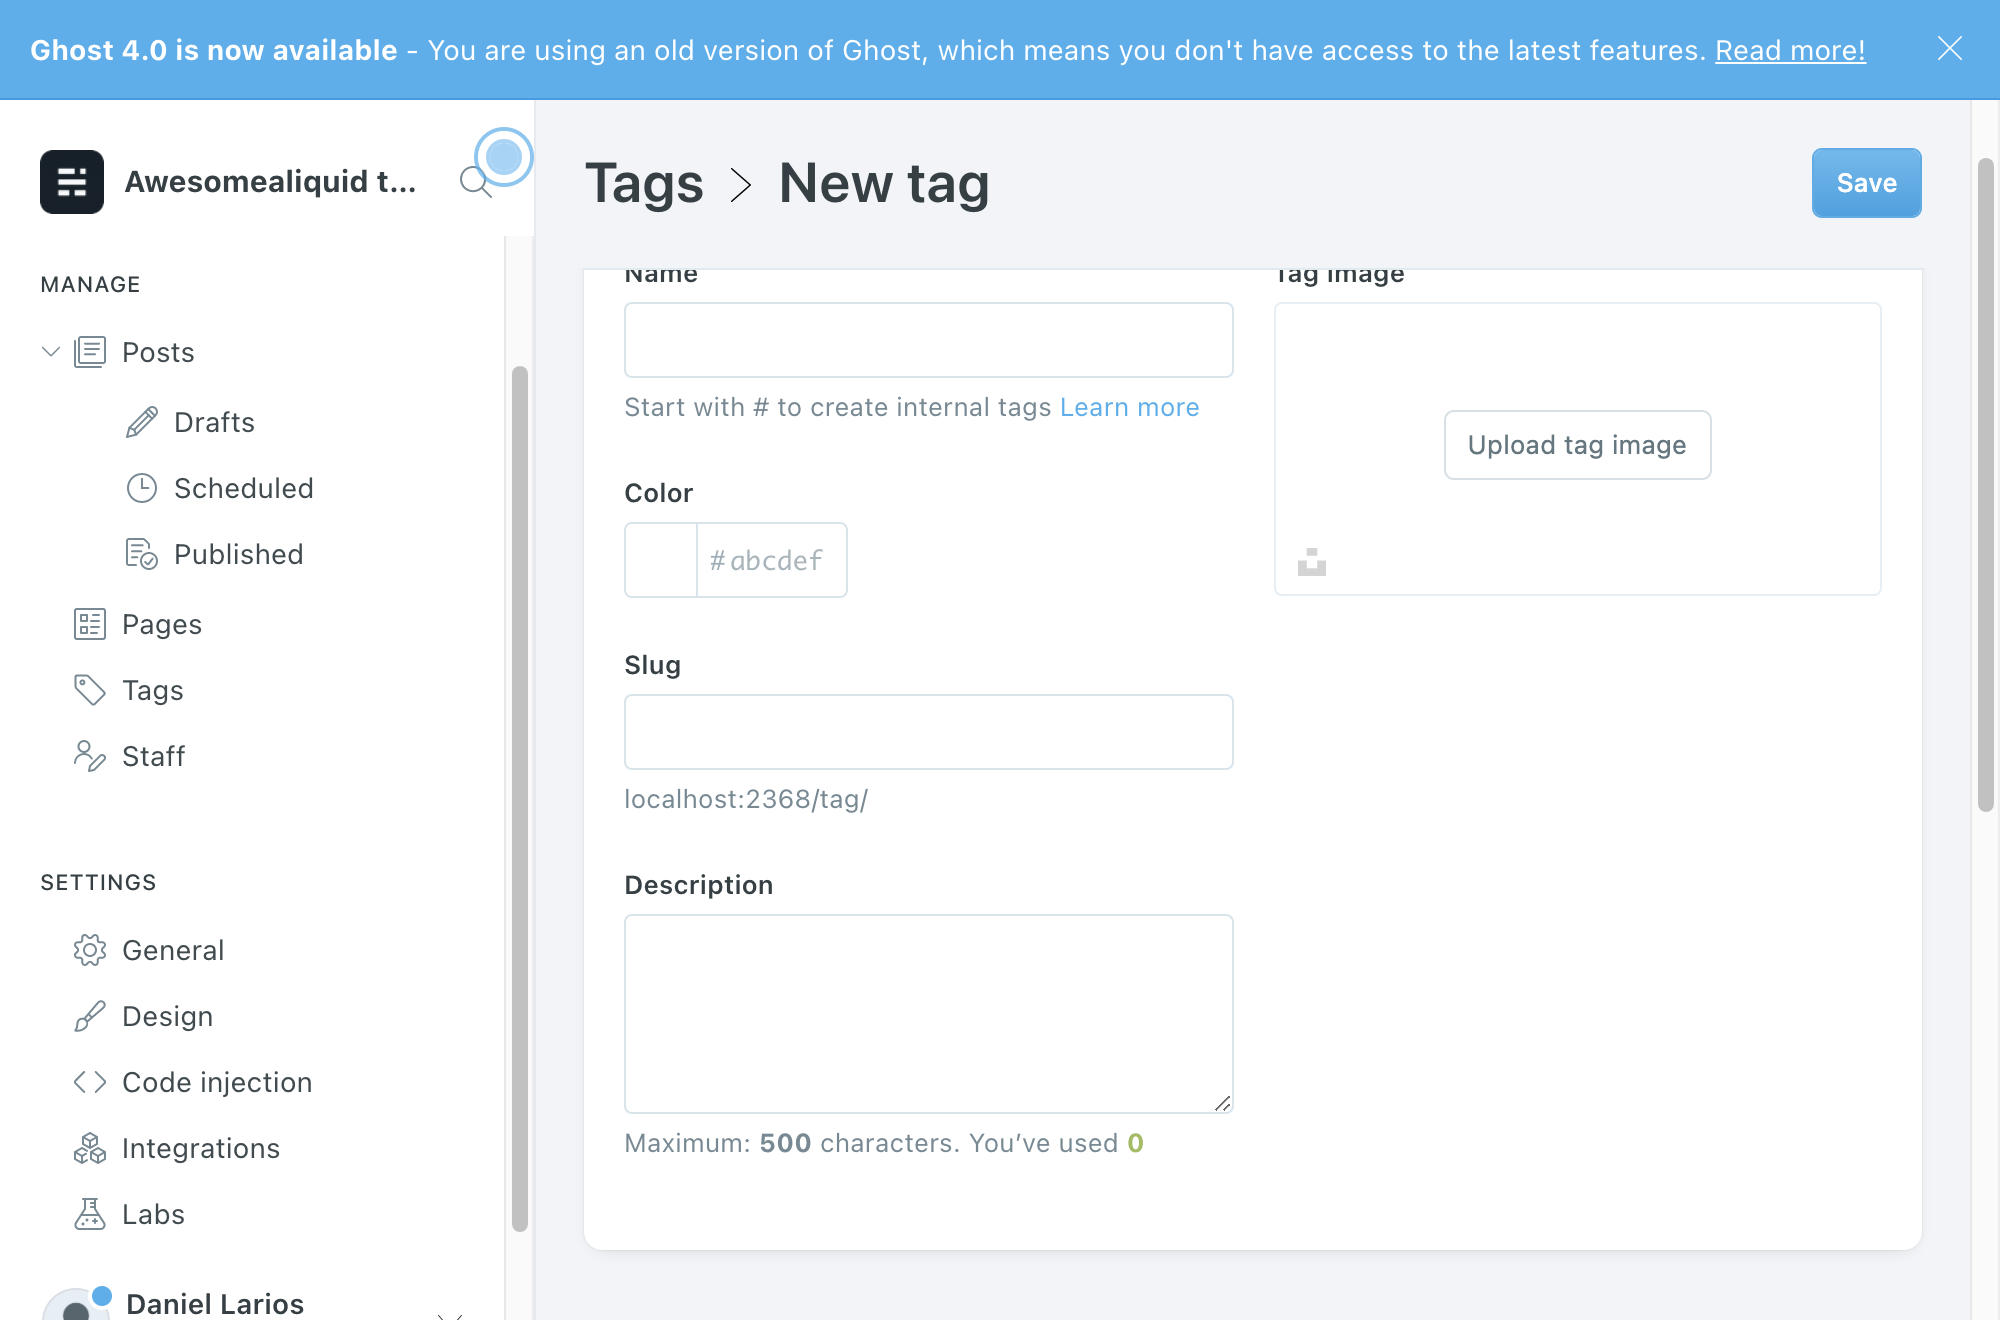 Ghost 4.0 is now available - You are using an old version of Ghost, which means you don't have access to the latest features. Read more!
Awesomealiquid t...
Tags > New tag
Save
MANAGE
Posts
Drafts
Scheduled
Published
Pages
Tags
Staff
SETTINGS
General
Design
Code injection
Integrations
Labs
Daniel Larios
Name
Start with # to create internal tags Learn more
Color
#abcdef
Slug
localhost:2368/tag/
Description
Maximum: 500 characters. You’ve used 0
Tag image
Upload tag image